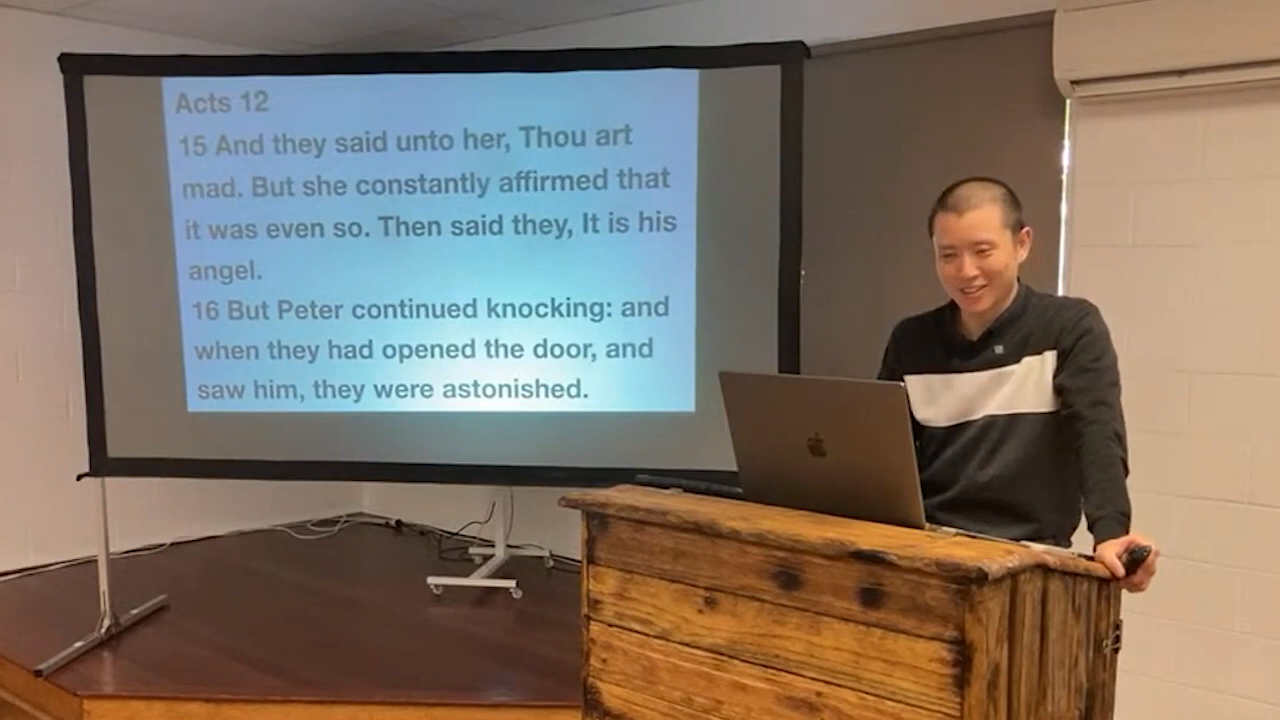 Acts 12
15 And they said unto her, Thou art
mad. But she constantly affirmed that
it was even so. Then said they, It is his
angel.
16 But Peter continued knocking: and
when they had opened the door, and
saw him, they were astonished.